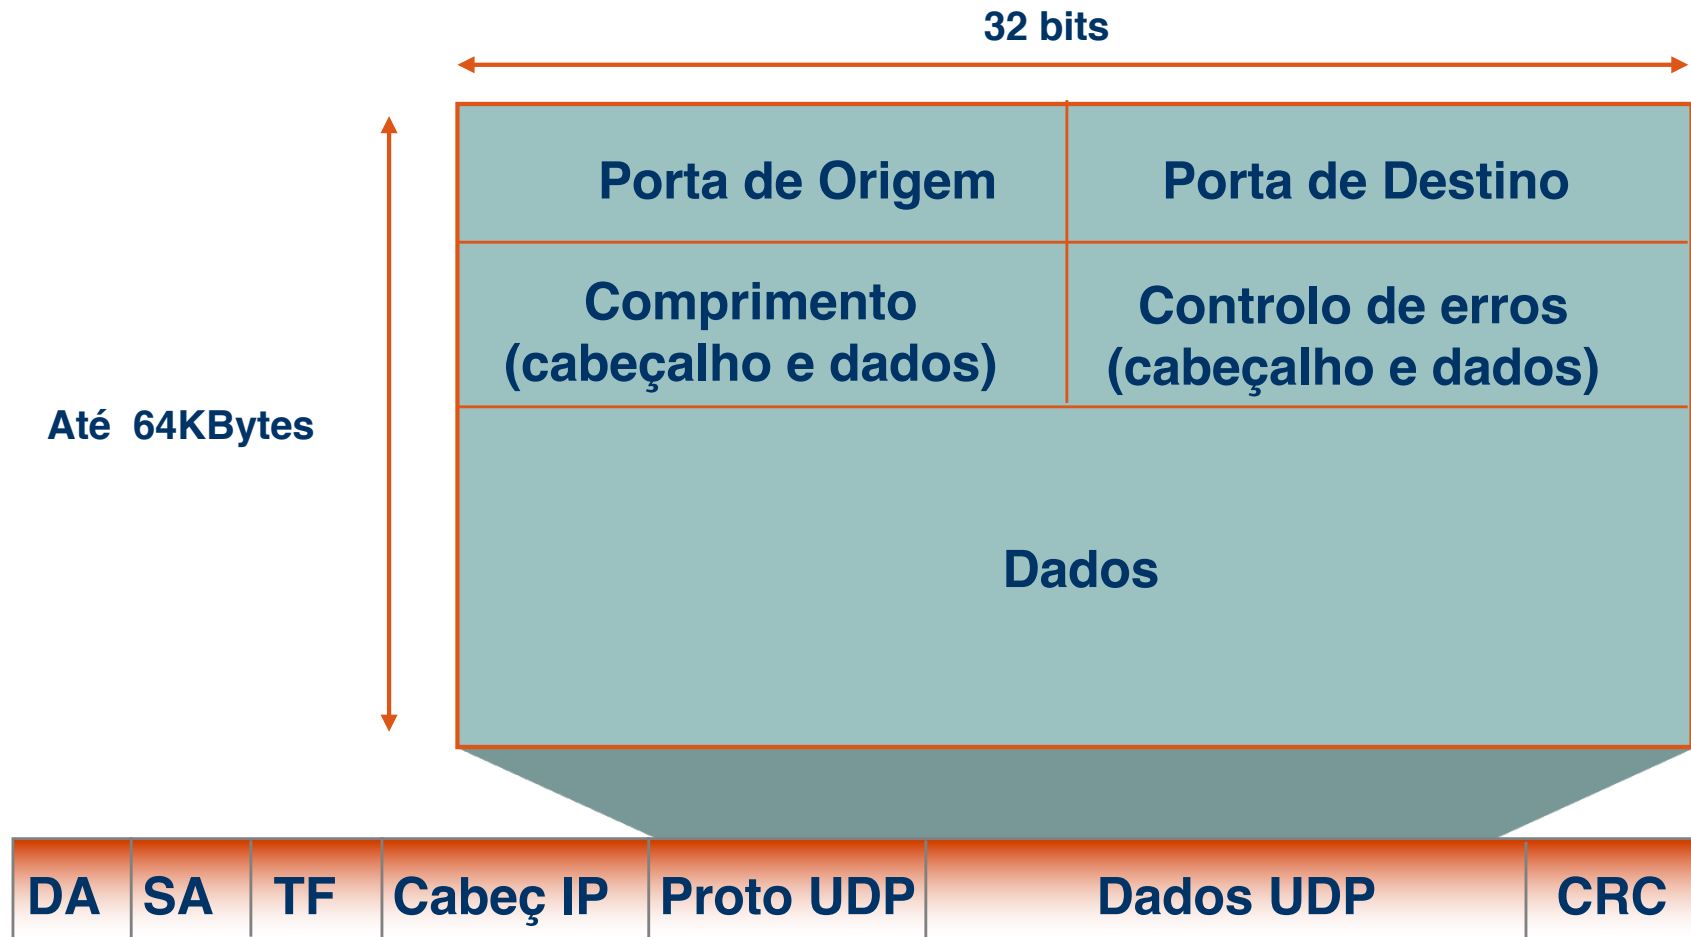 32 bits
Porta de Origem
Porta de Destino
Comprimento
(cabeçalho e dados)
Controlo de erros
(cabeçalho e dados)
Até  64KBytes
Dados
DA
SA
TF
Cabeç IP
Proto UDP
Dados UDP
CRC